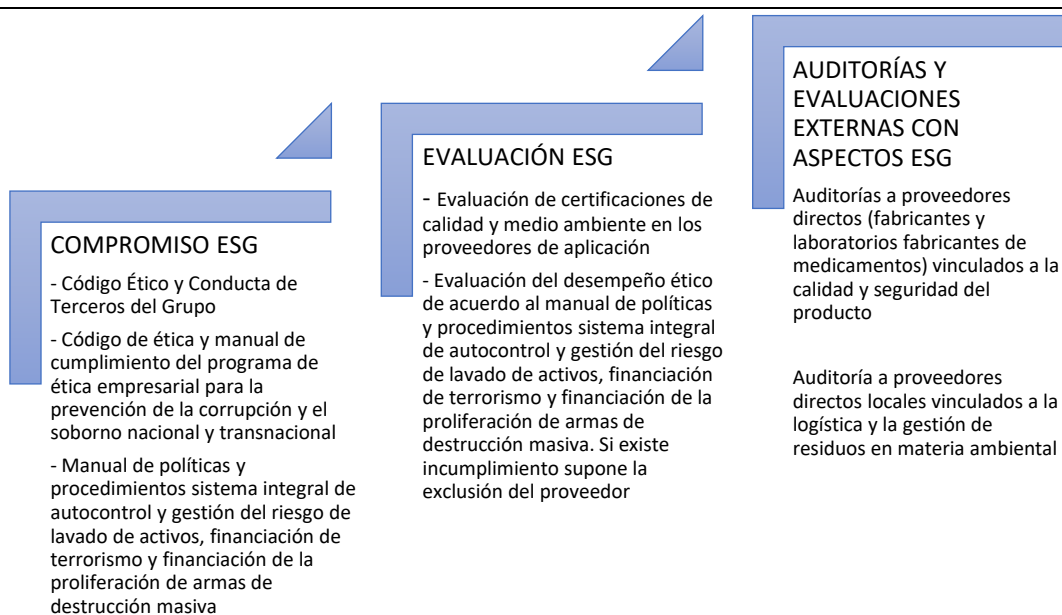 COMPROMISO ESG
- Código Ético y Conducta de
Terceros del Grupo
- Código de ética y manual de
cumplimiento del programa de
ética empresarial para la
prevención de la corrupción y el
soborno nacional y transnacional
- Manual de políticas y
procedimientos sistema integral de
autocontrol y gestión del riesgo de
lavado de activos, financiación de
terrorismo y financiación de la
proliferación de armas de
destrucción masiva
EVALUACIÓN ESG
- Evaluación de certificaciones de
calidad y medio ambiente en los
proveedores de aplicación
- Evaluación del desempeño ético
de acuerdo al manual de políticas
y procedimientos sistema integral
de autocontrol y gestión del riesgo
de lavado de activos, financiación
de terrorismo y financiación de la
proliferación de armas de
destrucción masiva. Si existe
incumplimiento supone la
exclusión del proveedor
AUDITORÍAS Y
EVALUACIONES
EXTERNAS CON
ASPECTOS ESG
Auditorías a proveedores
directos (fabricantes y
laboratorios fabricantes de
medicamentos) vinculados a la
calidad y seguridad del
producto
Auditoría a proveedores
directos locales vinculados a la
logística y la gestión de
residuos en materia ambiental